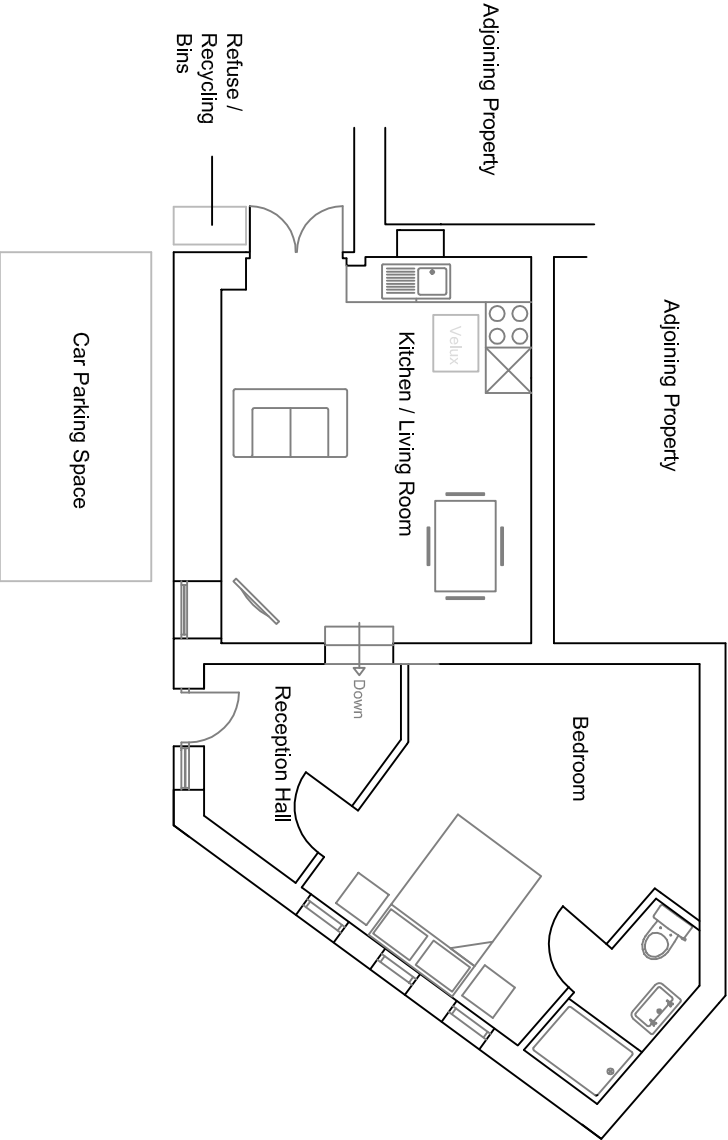 Adjoining Property
Adjoining Property
Refuse /
Recycling
Bins
Velux
Kitchen / Living Room
Car Parking Space
Down
Reception Hall
Bedroom